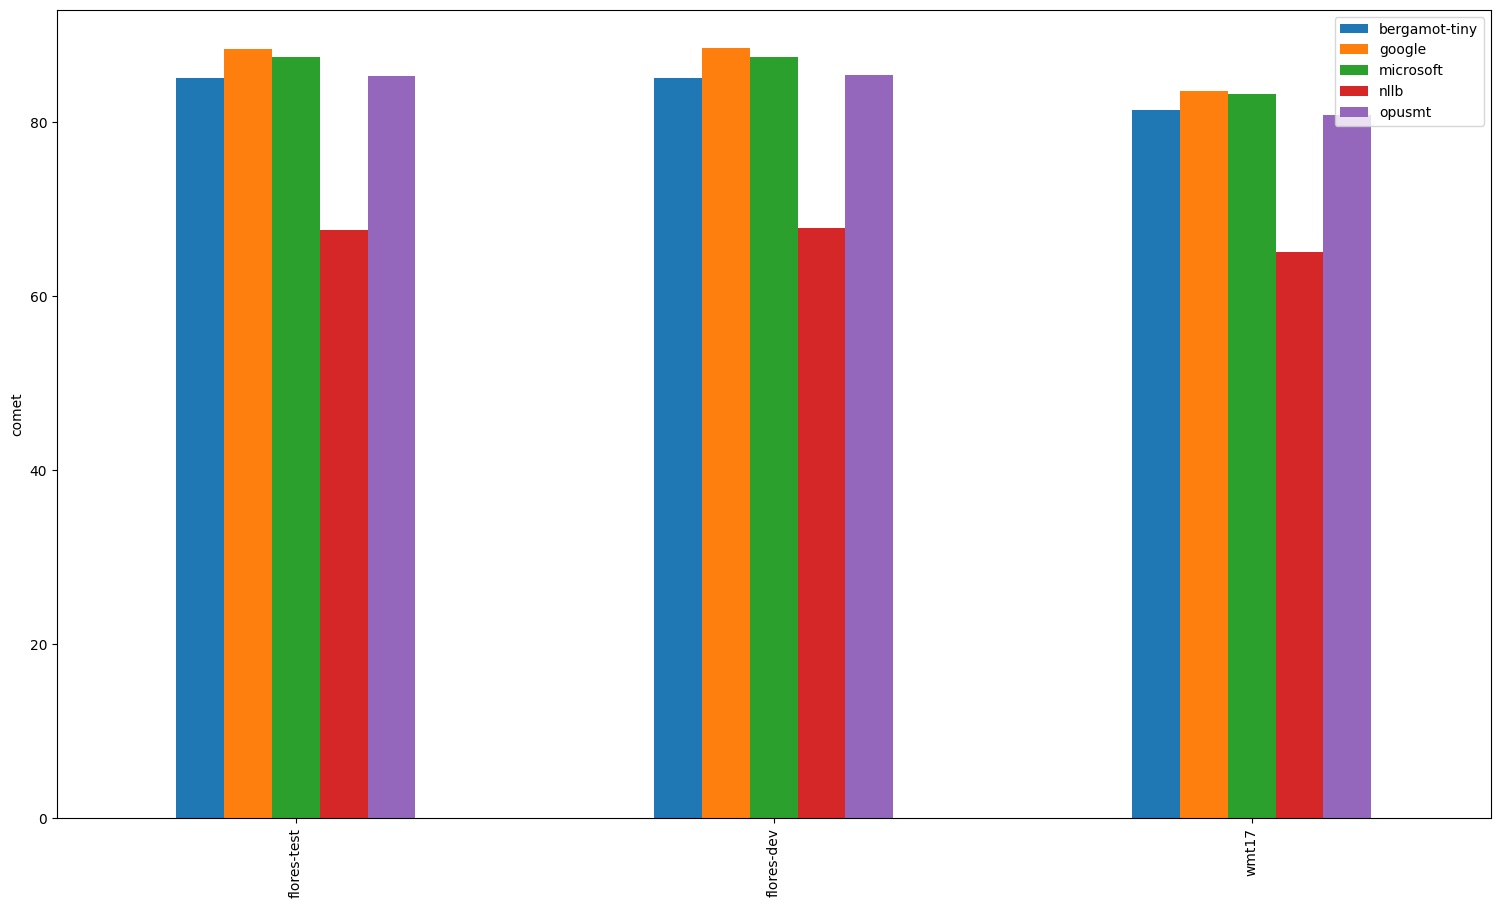 bergamot-tiny
google
microsoft
nllb
opusmt
80
60
40
20
0
comet
flores-test
flores-dev
wmt17